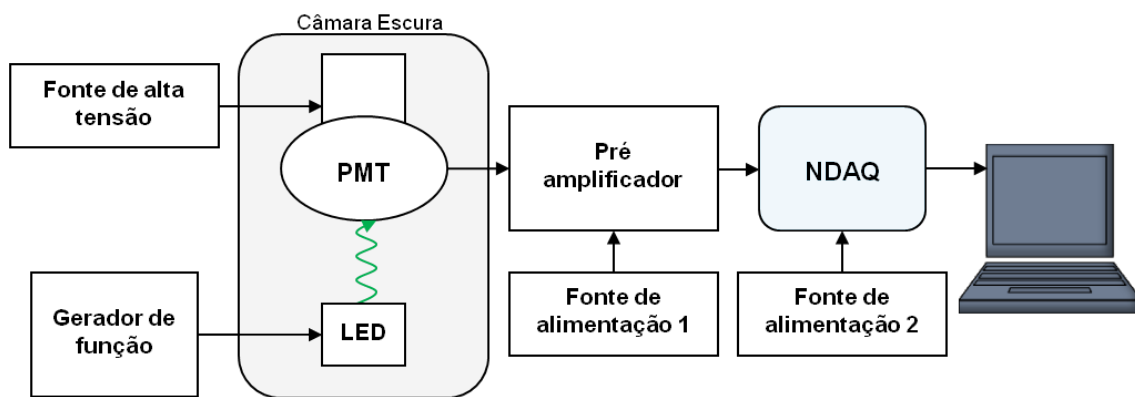 Câmara Escura
Fonte de alta
tensão
PMT
Pré
amplificador
NDAQ
Gerador de
função
LED
Fonte de
alimentação 1
Fonte de
alimentação 2